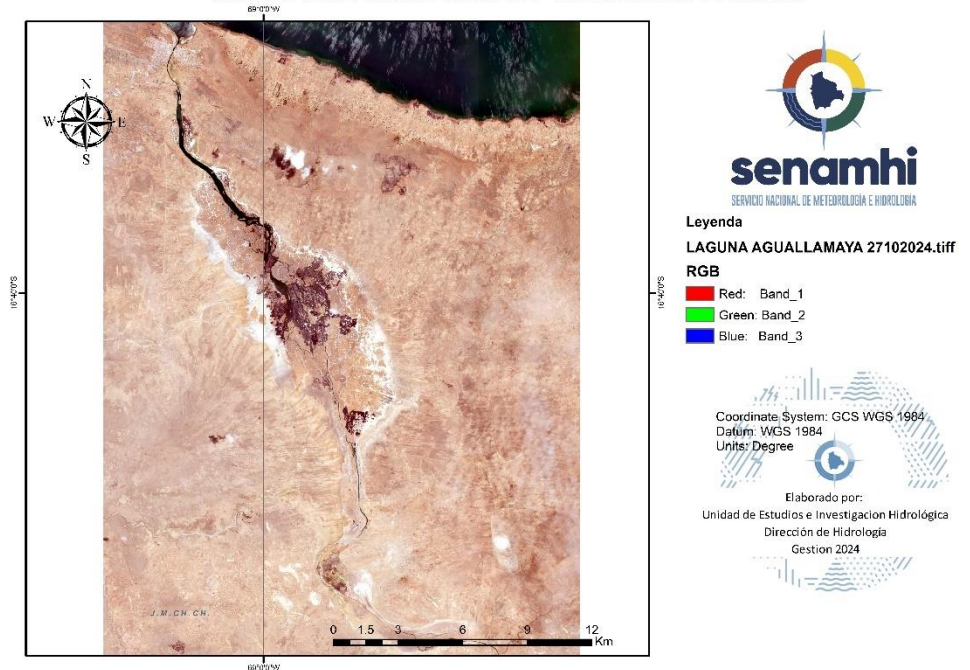 69°0'0"W
N
W E
S
16°40'0"S
16°40'0"S
J.M.CH.CH.
0 1.5 3 6 9 12
Km
69°0'0"W
senamhi
SERVICIO NACIONAL DE METEOROLOGÍA E HIDROLOGÍA
Leyenda
LAGUNA AGUALLAMAYA 27102024.tiff
RGB
Red: Band_1
Green: Band_2
Blue: Band_3
Coordinate System: GCS WGS 1984
Datum: WGS 1984
Units: Degree
Elaborado por:
Unidad de Estudios e Investigacion Hidrológica
Dirección de Hidrología
Gestion 2024